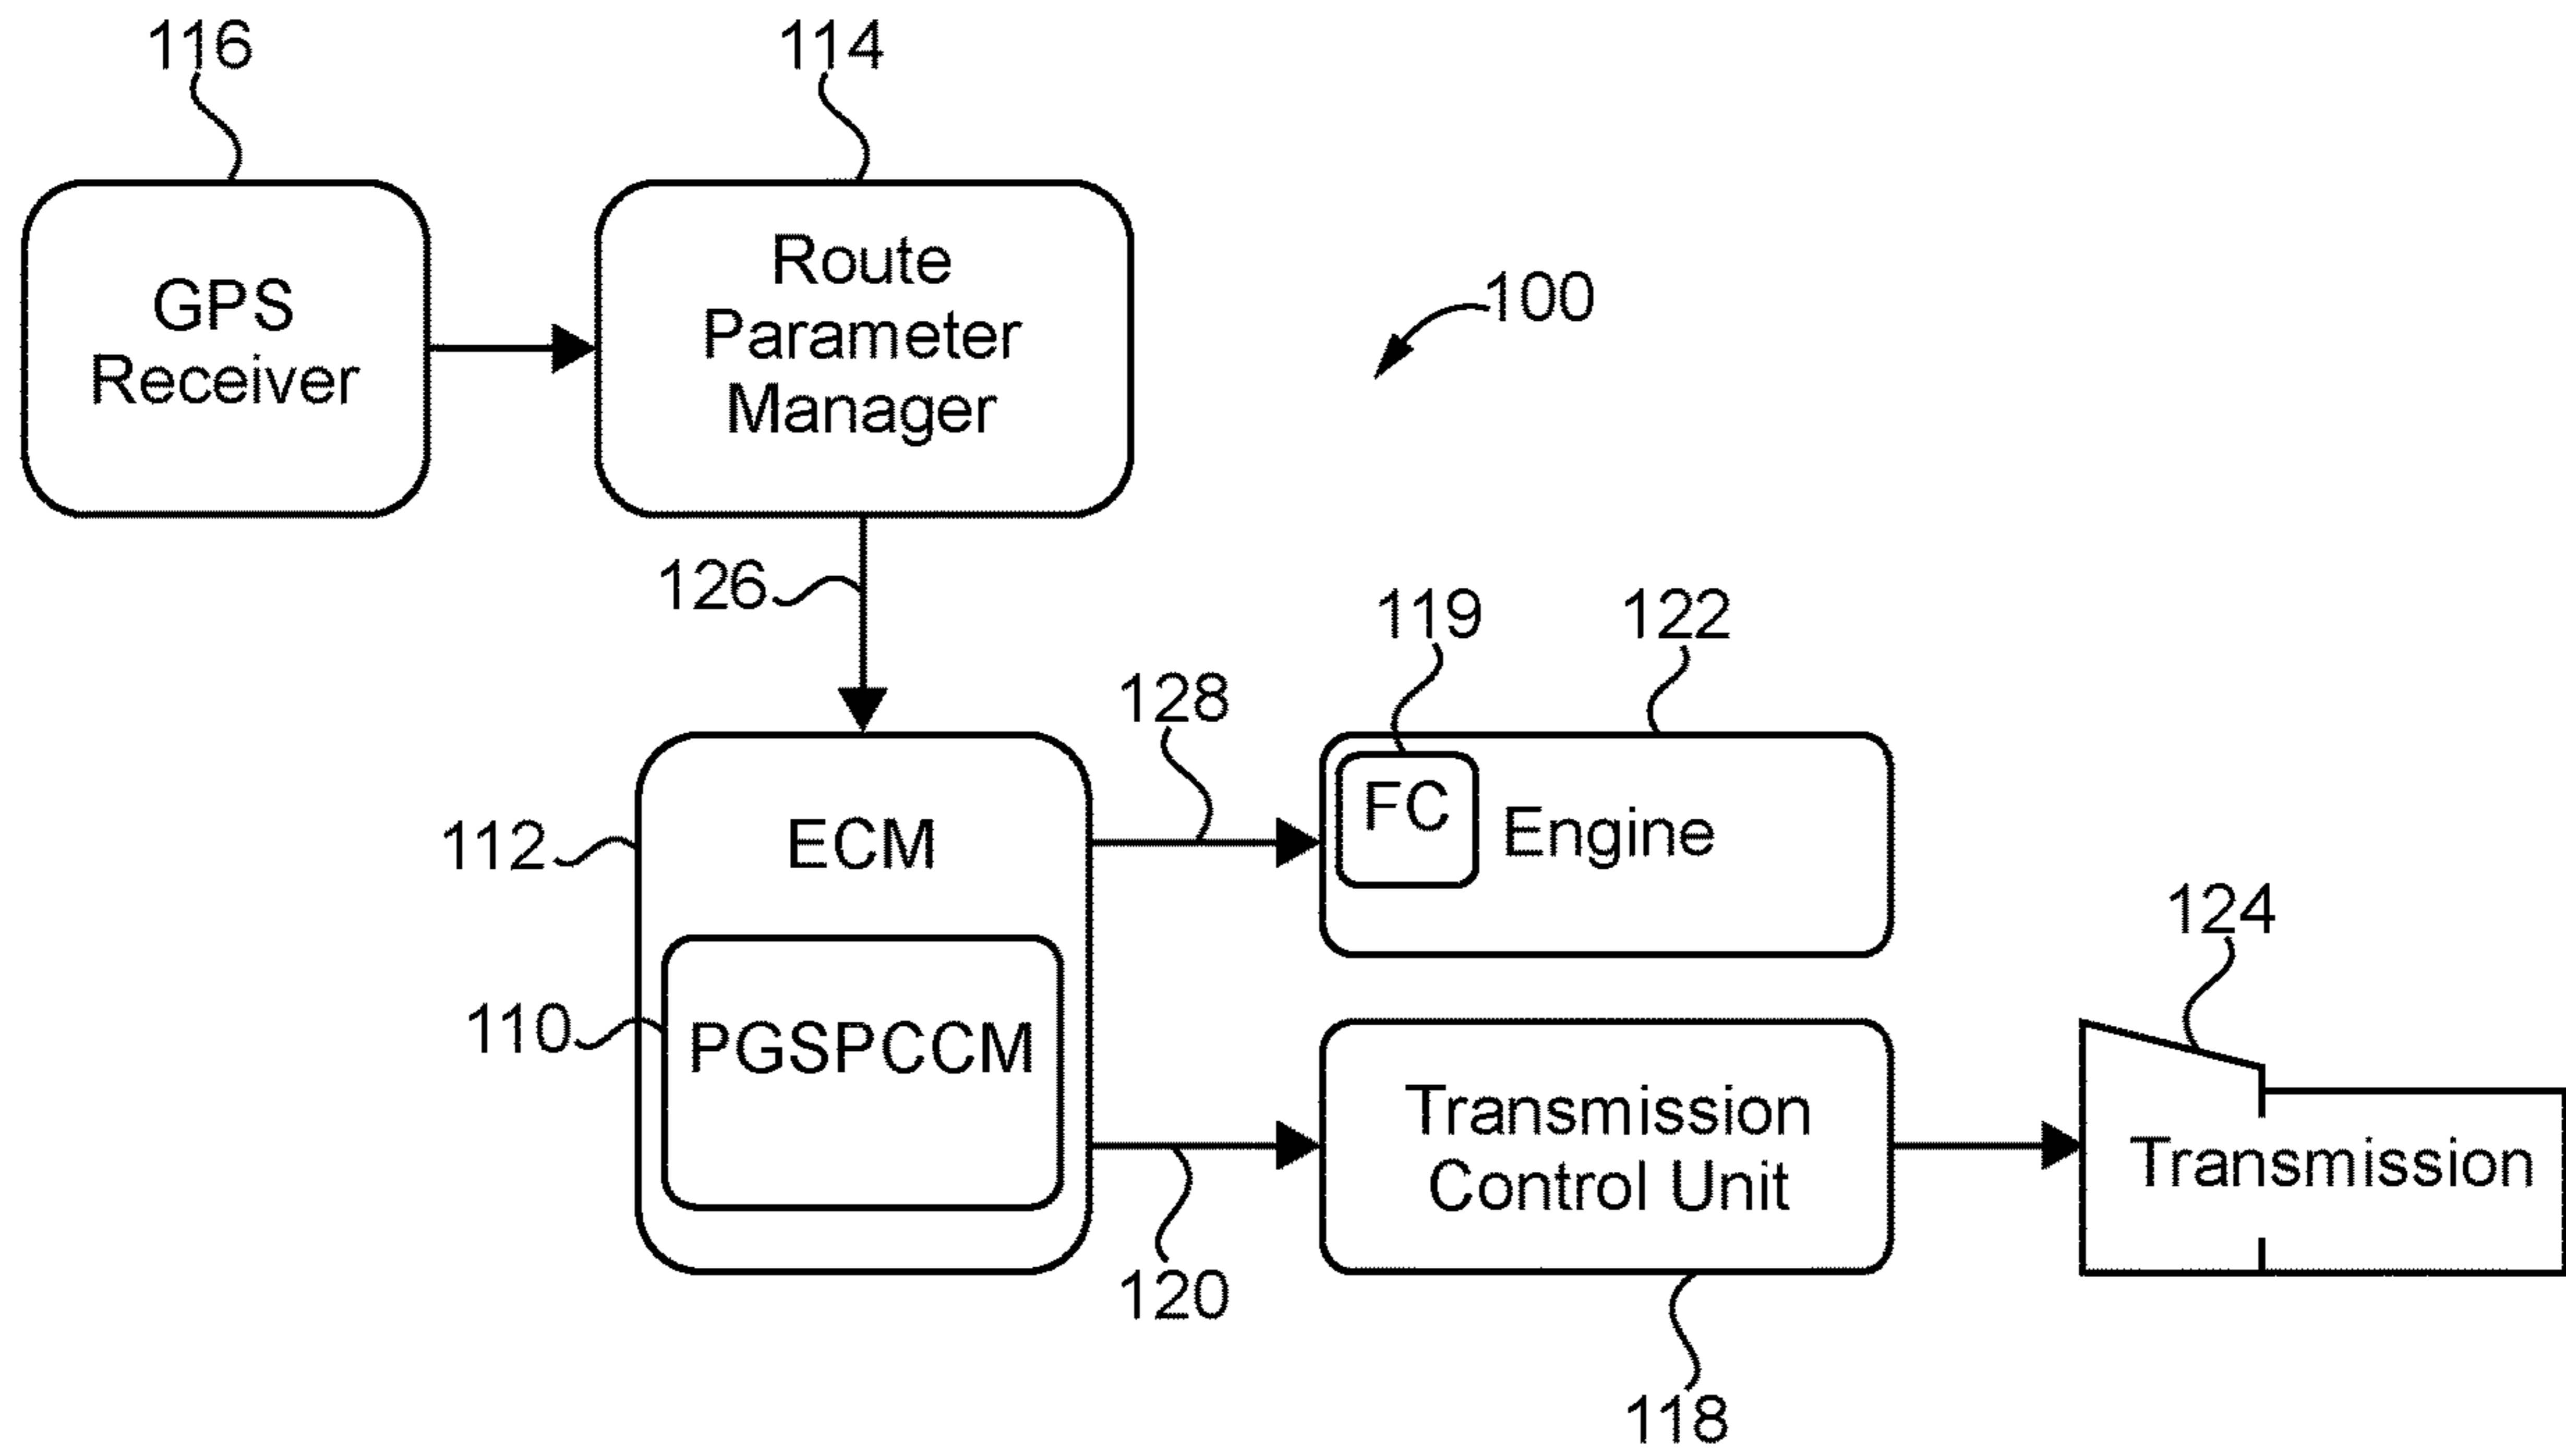 116
114
GPS
Receiver
Route
Parameter
Manager
100
126
119
122
128
112
ECM
FC
Engine
124
110
PGSPCCM
Transmission
Control Unit
Transmission
120
118